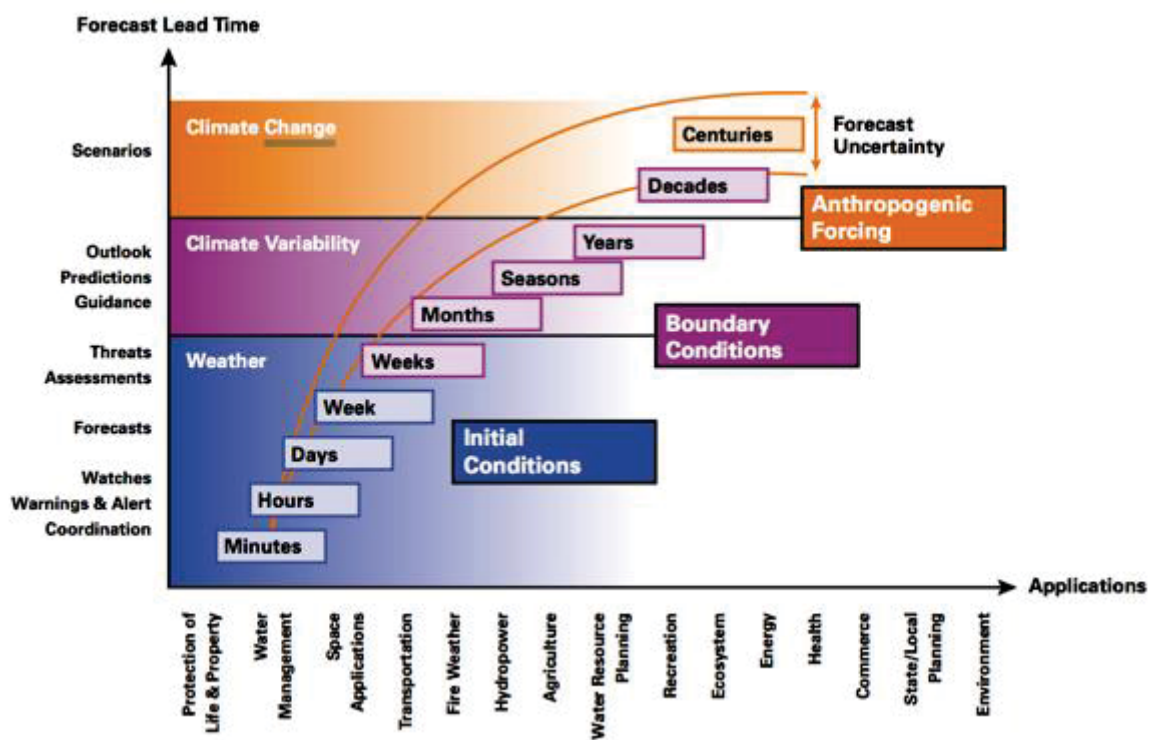 Forecast Lead Time
Climate Change
Scenarios
Centuries
Forecast
Uncertainty
Decades
Anthropogenic
Forcing
Climate Variability
Outlook
Predictions
Guidance
Years
Seasons
Months
Boundary
Conditions
Threats
Assessments
Weather
Weeks
Forecasts
Week
Initial
Conditions
Days
Watches
Warnings & Alert
Coordination
Hours
Minutes
Applications
Protection of
Life & Property
Water
Management
Space
Applications
Transportation
Fire Weather
Hydropower
Agriculture
Water Resource
Planning
Recreation
Ecosystem
Energy
Health
Commerce
State/Local
Planning
Environment